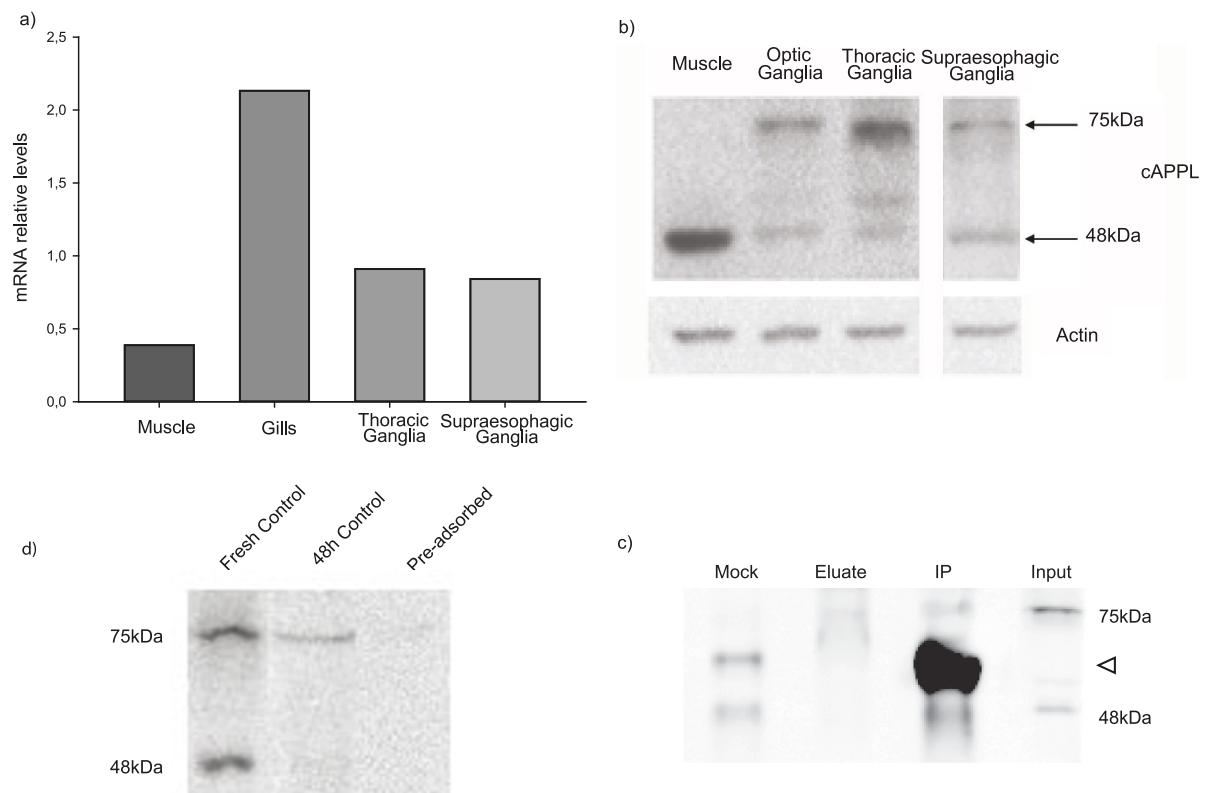 a)
2,5
2,0
1,5
1,0
0,5
0,0
mRNA relative levels
Muscle
Gills
Thoracic
Ganglia
Supraesophagic
Ganglia
b)
Muscle
Optic
Ganglia
Thoracic
Ganglia
Supraesophagic
Ganglia
75kDa
cAPPL
48kDa
Actin
d)
Fresh Control
48h Control
Pre-adsorbed
75kDa
48kDa
c)
Mock
Eluate
IP
Input
75kDa
48kDa